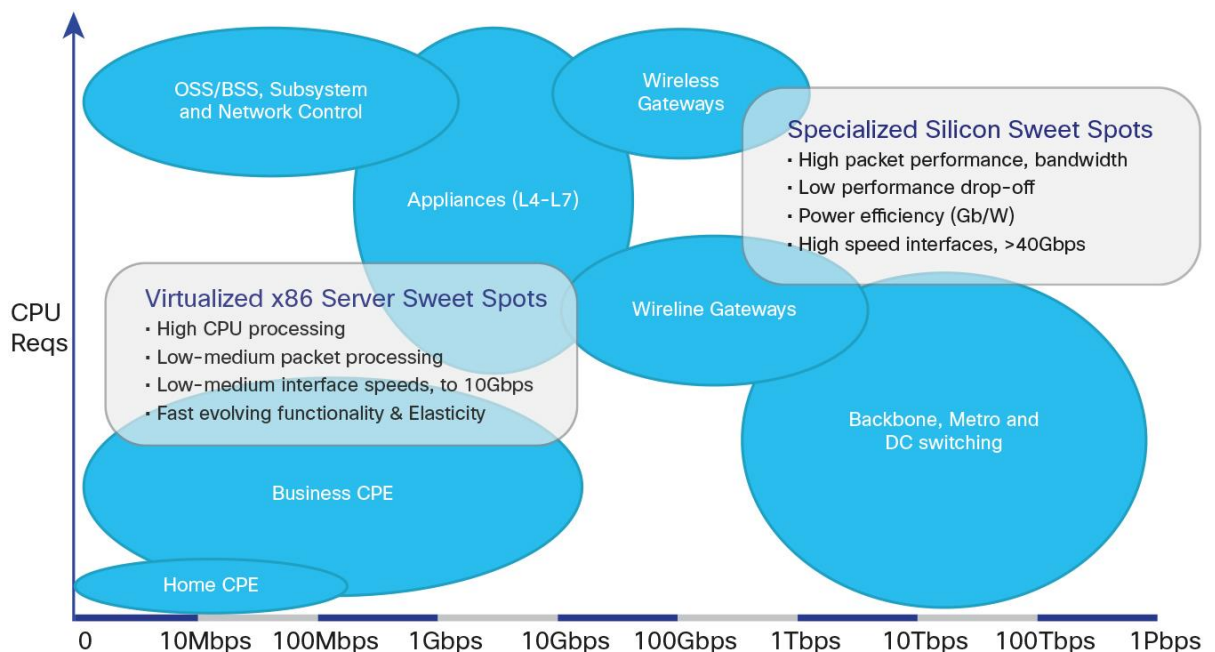 OSS/BSS, Subsystem
and Network Control
Wireless
Gateways
Appliances (L4-L7)
Specialized Silicon Sweet Spots
· High packet performance, bandwidth
· Low performance drop-off
· Power efficiency (Gb/W)
· High speed interfaces, >40Gbps
CPU
Reqs
Virtualized x86 Server Sweet Spots
· High CPU processing
· Low-medium packet processing
· Low-medium interface speeds, to 10Gbps
· Fast evolving functionality & Elasticity
Wireline Gateways
Backbone, Metro and
DC switching
Business CPE
Home CPE
0 10Mbps 100Mbps 1Gbps 10Gbps 100Gbps 1Tbps 10Tbps 100Tbps 1Pbps